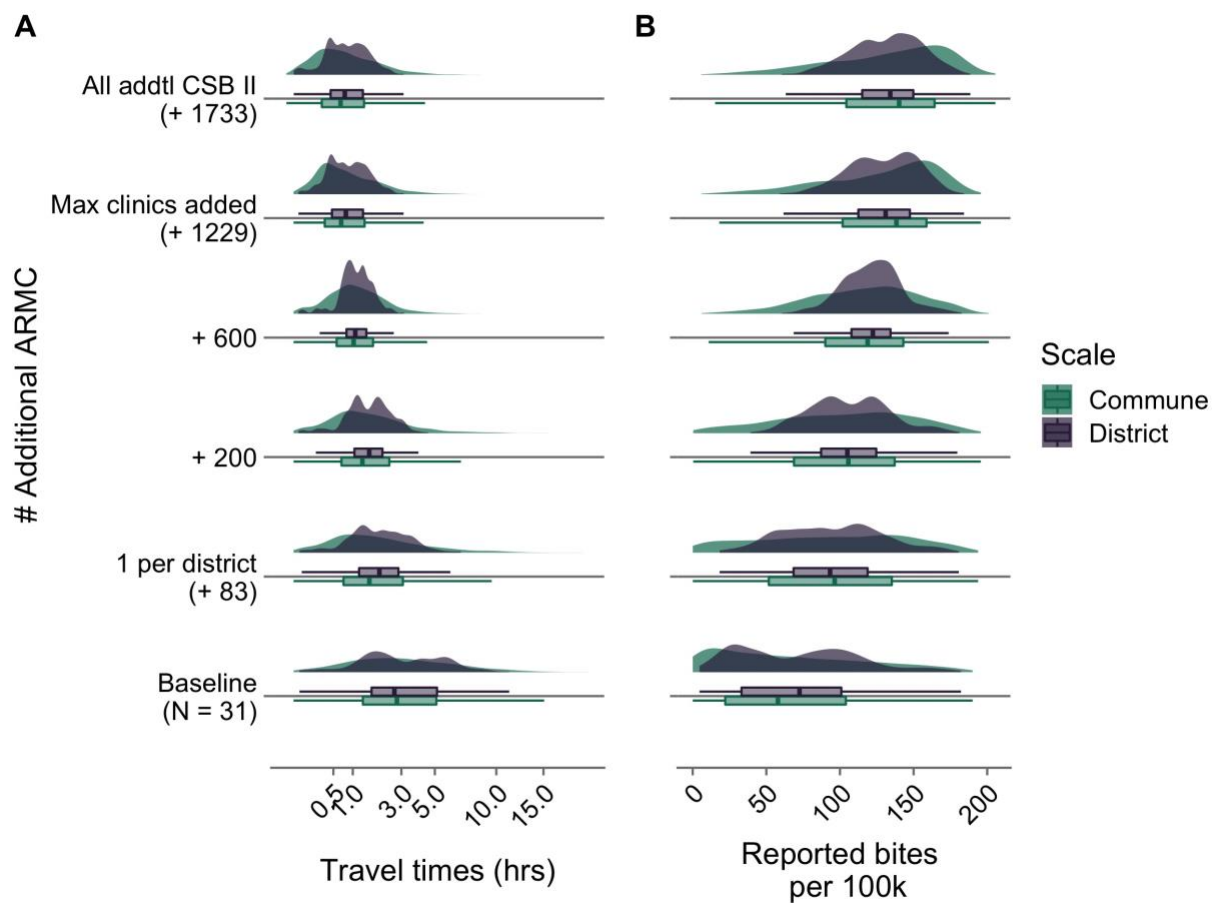 A
B
# Additional ARMC
All addtl CSB II
(+ 1733)
Max clinics added
(+ 1229)
+ 600
+ 200
1 per district
(+ 83)
Baseline
(N = 31)
0.5
1.0
3.0
5.0
10.0
15.0
Travel times (hrs)
0
50
100
150
200
Reported bites
per 100k
Scale
Commune
District